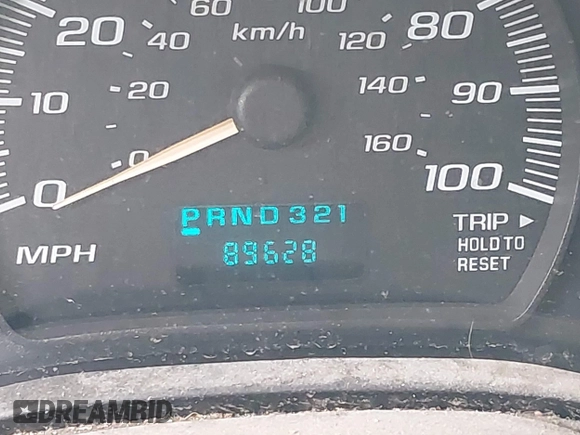 60
100
20
40
km/h
120
80
10
20
140
90
0
160
0
100
PRND321
MPH
89628
TRIP ►
HOLD TO
RESET
DREAMBID